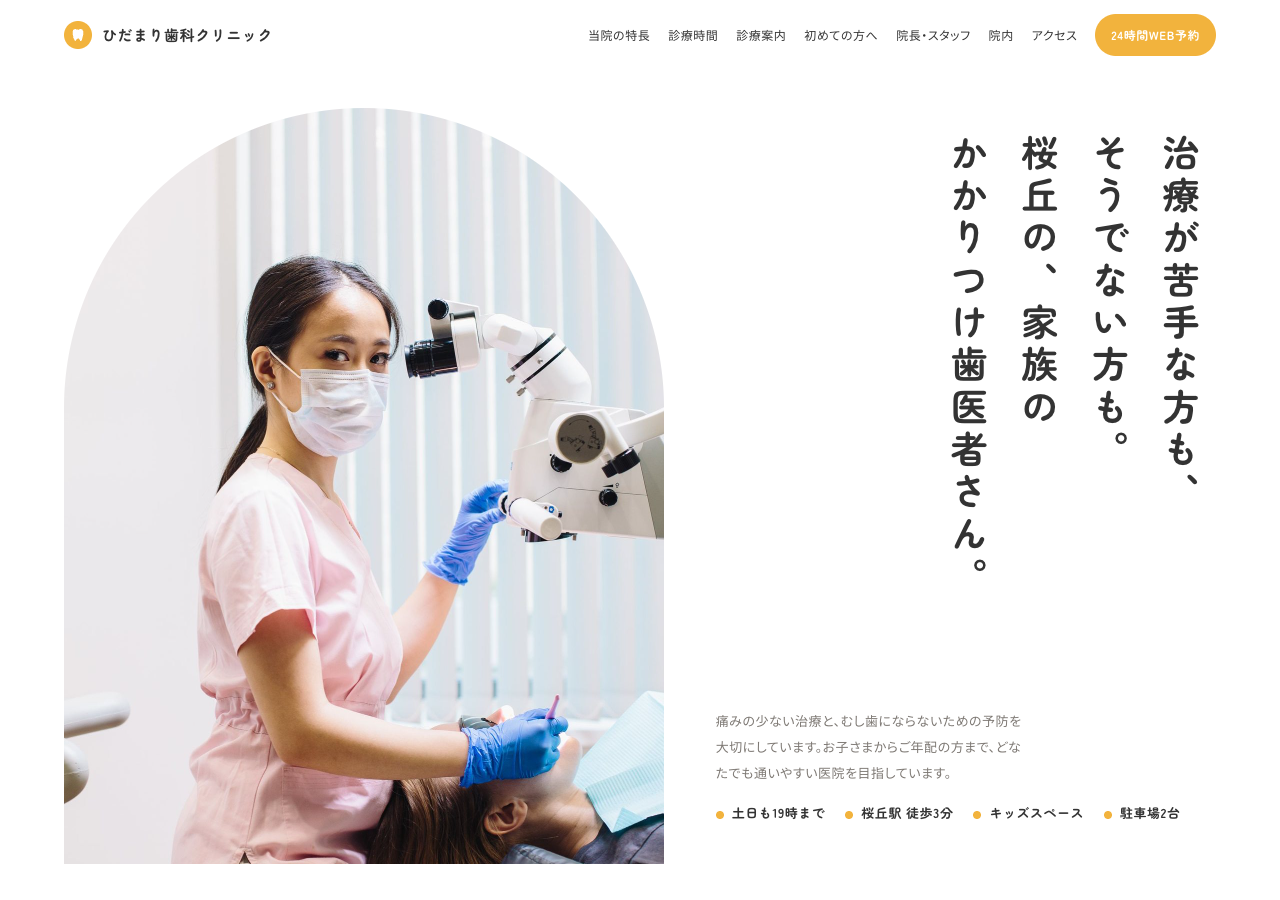 ひだまり歯科クリニック
当院の特長
診療時間
診療案内
初めての方へ
院長・スタッフ
院内
アクセス
24時間WEB予約
治療が苦手な方も、
そうでない方も。
桜丘の、家族の
かかりつけ歯医者さん。
痛みの少ない治療と、むし歯にならないための予防を
大切にしています。お子さまからご年配の方まで、どな
たでも通いやすい医院を目指しています。
土日も19時まで
桜丘駅 徒歩3分
キッズスペース
駐車場2台